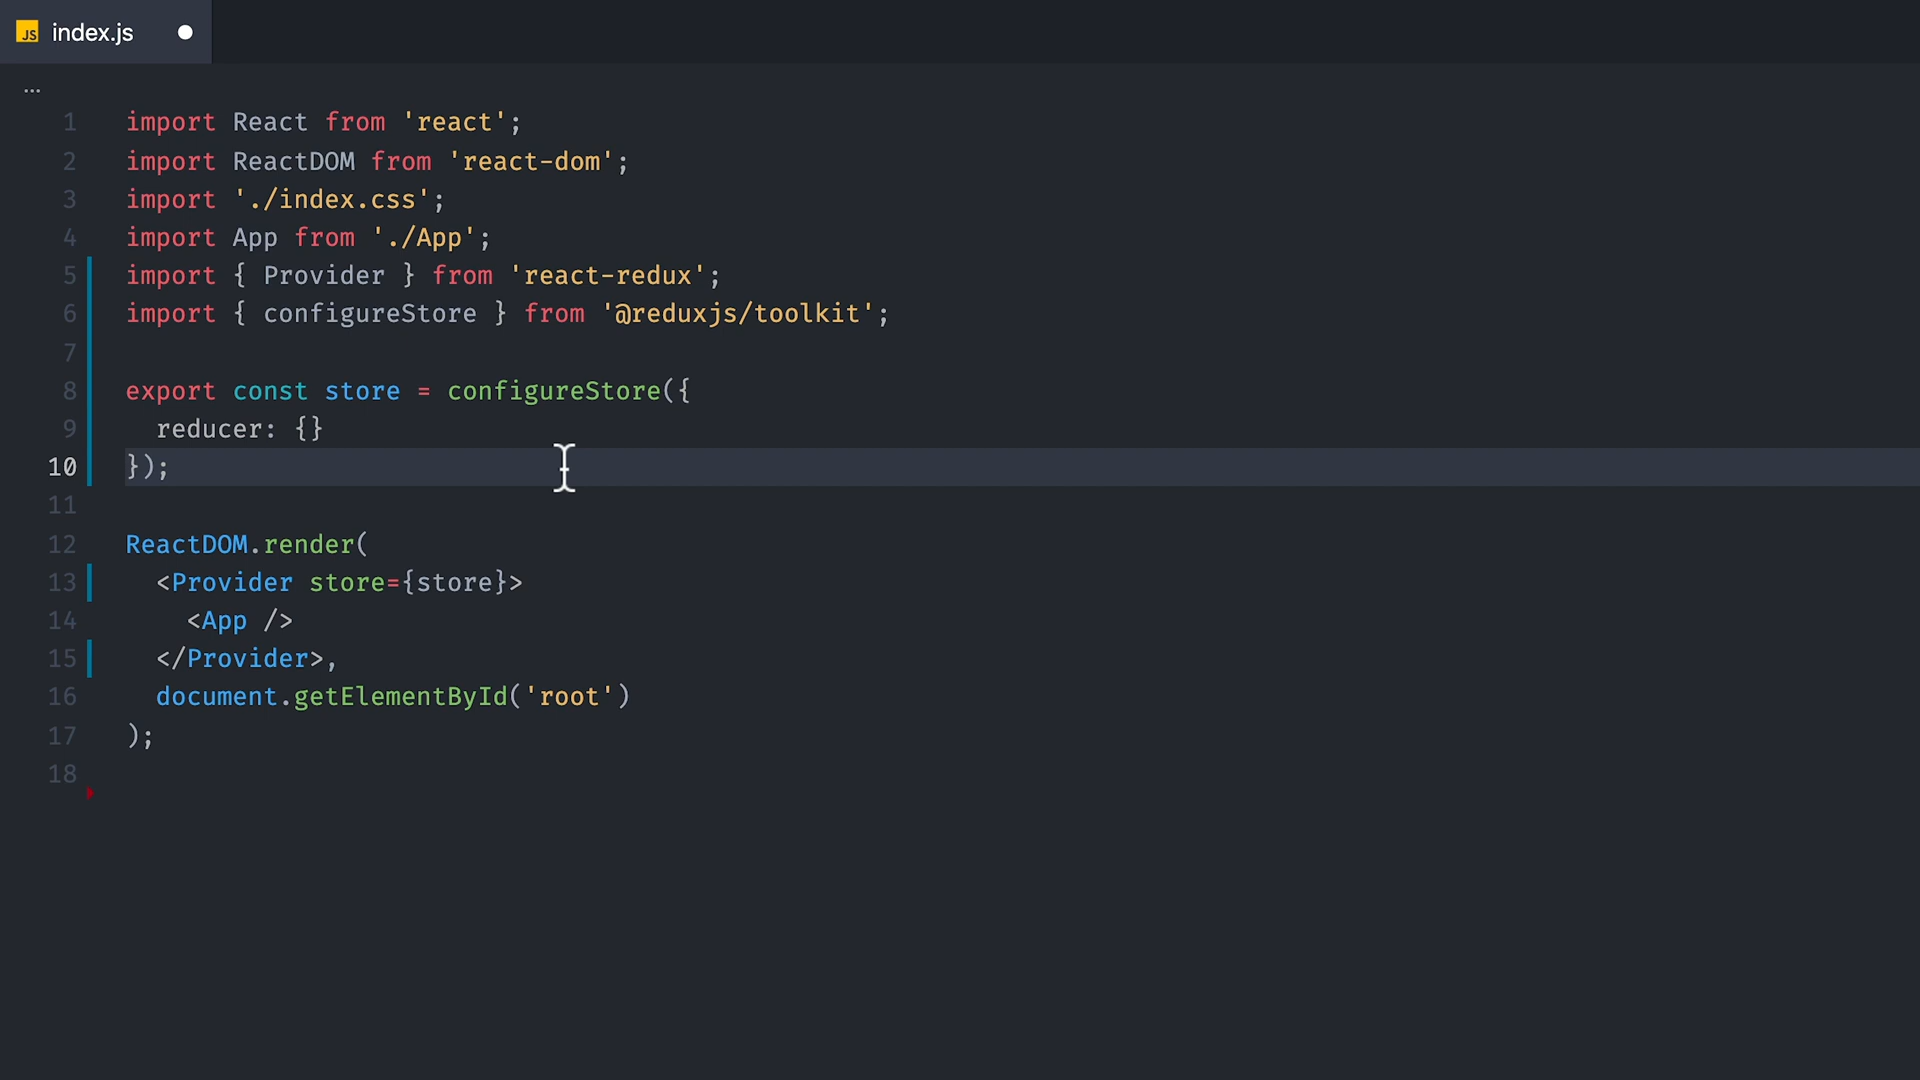 JS index.js
...
1 import React from 'react';
2 import ReactDOM from 'react-dom';
3 import './index.css';
4 import App from './App';
5 import { Provider } from 'react-redux';
6 import { configureStore } from '@reduxjs/toolkit';
7
8 export const store = configureStore({
9   reducer: {}
10 });
11
12 ReactDOM.render(
13   <Provider store={store}>
14     <App />
15   </Provider>,
16   document.getElementById('root')
17 );
18